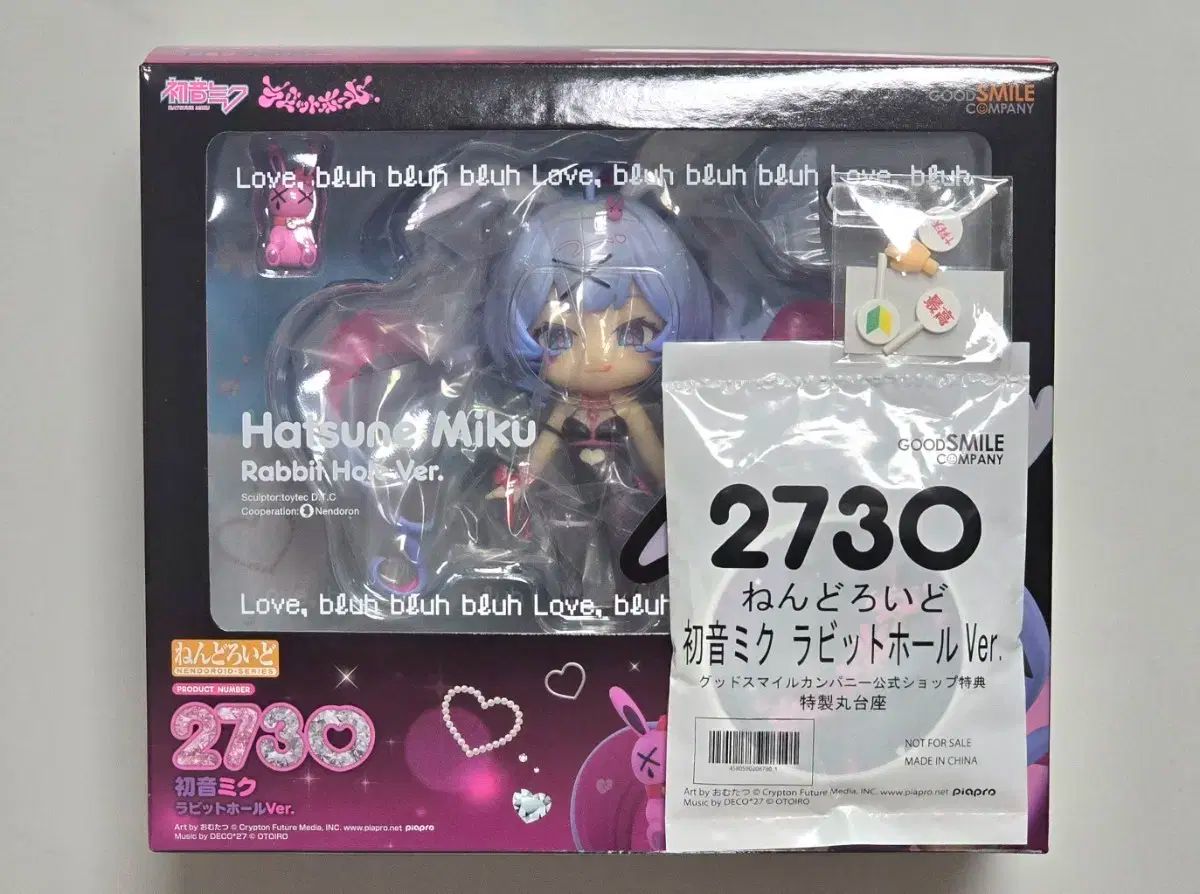 初音ミク
HATSUNE MIKU
ラビットホール
GOODSMILE
COMPANY
Love, bluh bluh bluh Love, bluh bluh bluh Love, bluh
最高
Hatsune Miku
Rabbit Hole Ver.
Sculptor:toytec D.T.C
Cooperation: Nendoron
Love, bluh bluh bluh Love, bluh
ねんどろいど
NENDOROID-SERIES
PRODUCT NUMBER
2730
初音ミク
ラビットホールVer.
Art by おむたつ © Crypton Future Media, INC. www.piapro.net piapro
Music by DECO*27 © OTOIRO
GOODSMILE
COMPANY
2730
ねんどろいど
初音ミク ラビットホール Ver.
グッドスマイルカンパニー公式ショップ特典
特製丸台座
NOT FOR SALE
MADE IN CHINA
Art by おむたつ © Crypton Future Media, INC. www.piapro.net piapro
Music by DECO*27 © OTOIRO